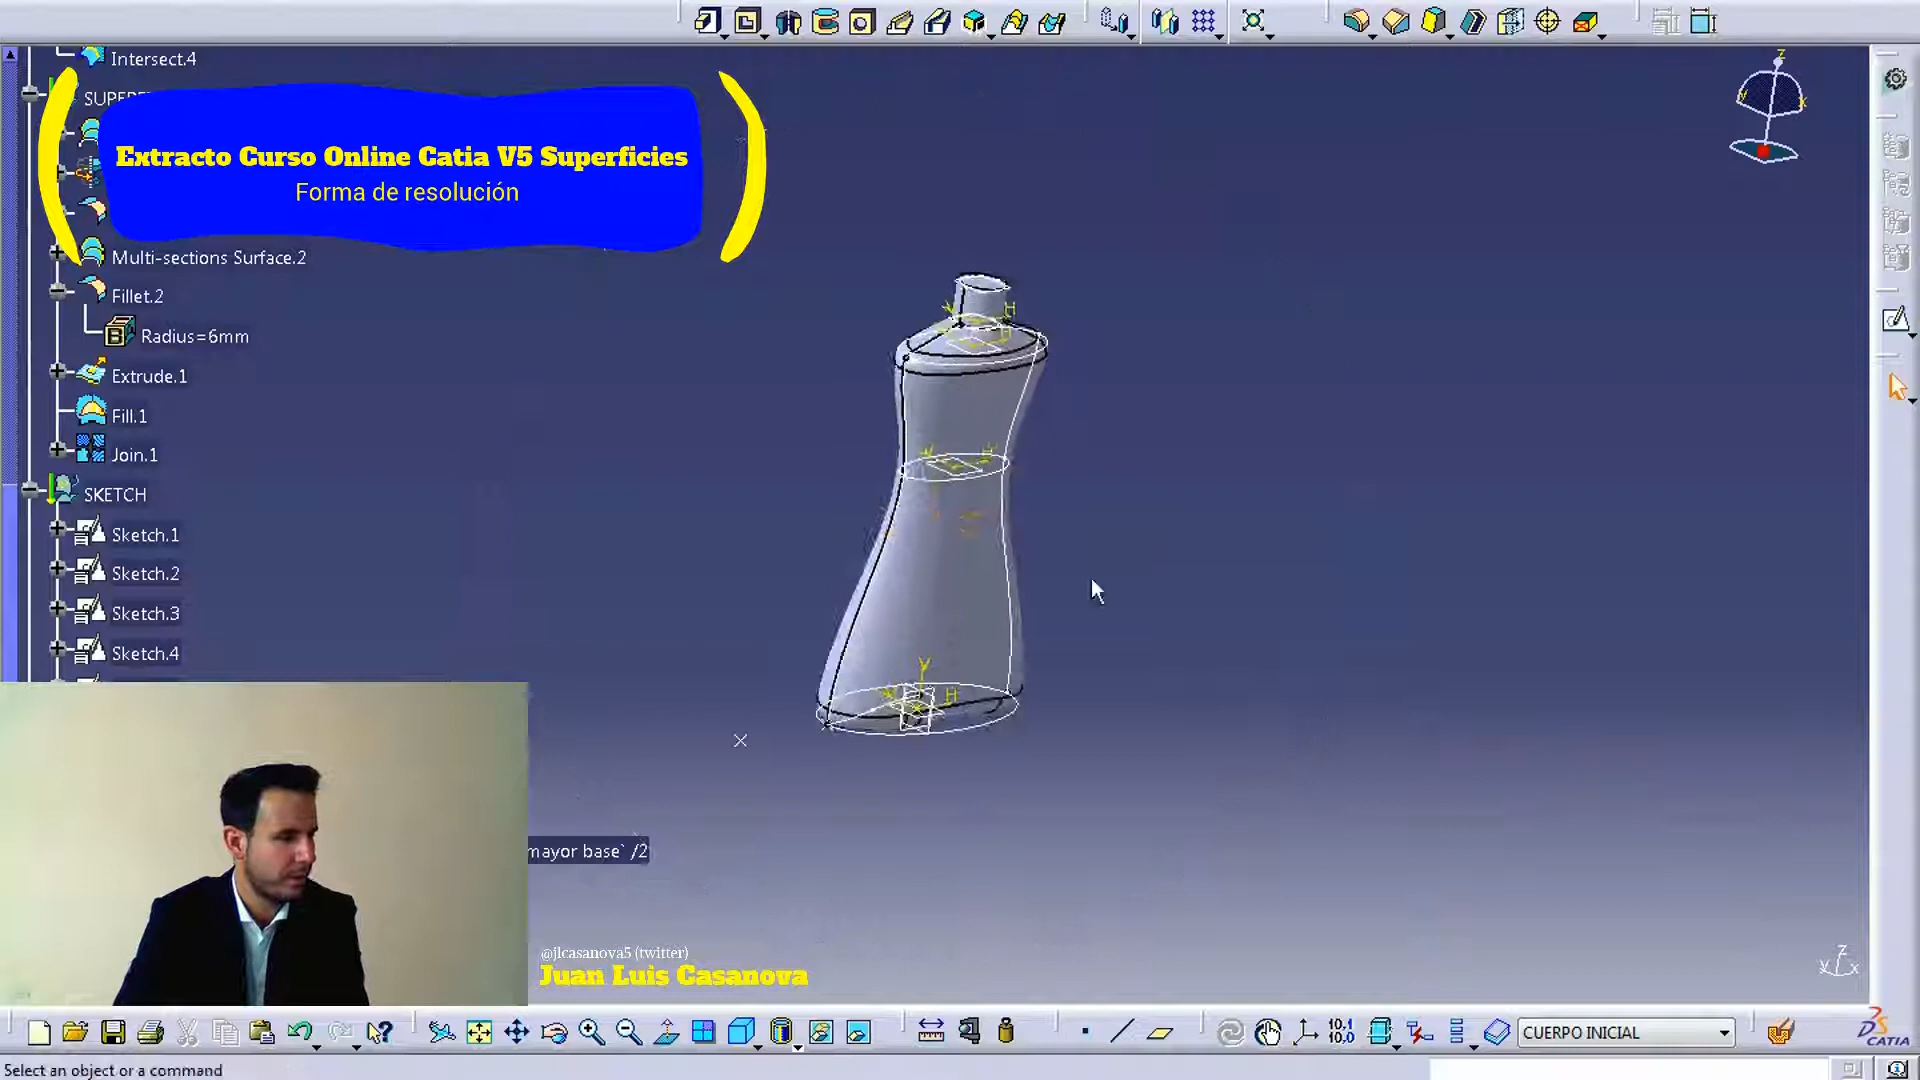 Intersect.4
Extracto Curso Online Catia V5 Superficies
Forma de resolución
Multi-sections Surface.2
Fillet.2
Radius=6mm
Extrude.1
Fill.1
Join.1
SKETCH
Sketch.1
Sketch.2
Sketch.3
Sketch.4
mayor base` /2
@jlcasanova5 (twitter)
Juan Luis Casanova
CUERPO INICIAL
CATIA
Select an object or a command